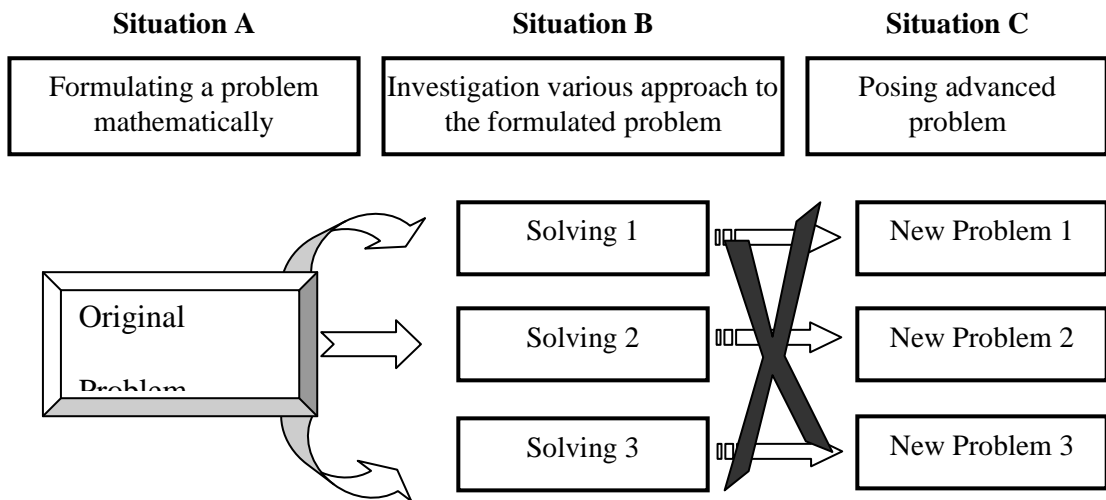 Situation A
Situation B
Situation C
Formulating a problem
mathematically
Investigation various approach to
the formulated problem
Posing advanced
problem
Original
Problem
Solving 1
Solving 2
Solving 3
New Problem 1
New Problem 2
New Problem 3